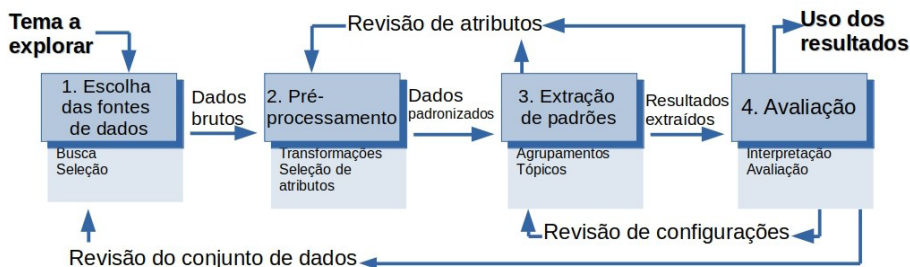 Tema a
explorar
Revisão de atributos
Uso dos
resultados
1. Escolha
das fontes
de dados
Dados
brutos
2. Pré-
processamento
Dados
padronizados
3. Extração
de padrões
Resultados
extraídos
4. Avaliação
Busca
Seleção
Transformações
Seleção de
atributos
Agrupamentos
Tópicos
Interpretação
Avaliação
Revisão de configurações
Revisão do conjunto de dados